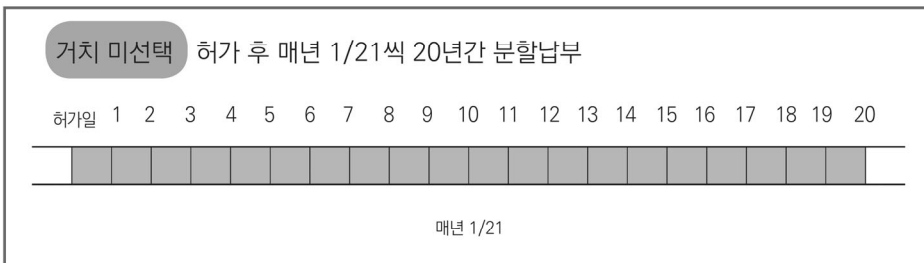 거치 미선택 허가 후 매년 1/21씩 20년간 분할납부
허가일 1 2 3 4 5 6 7 8 9 10 11 12 13 14 15 16 17 18 19 20
매년 1/21